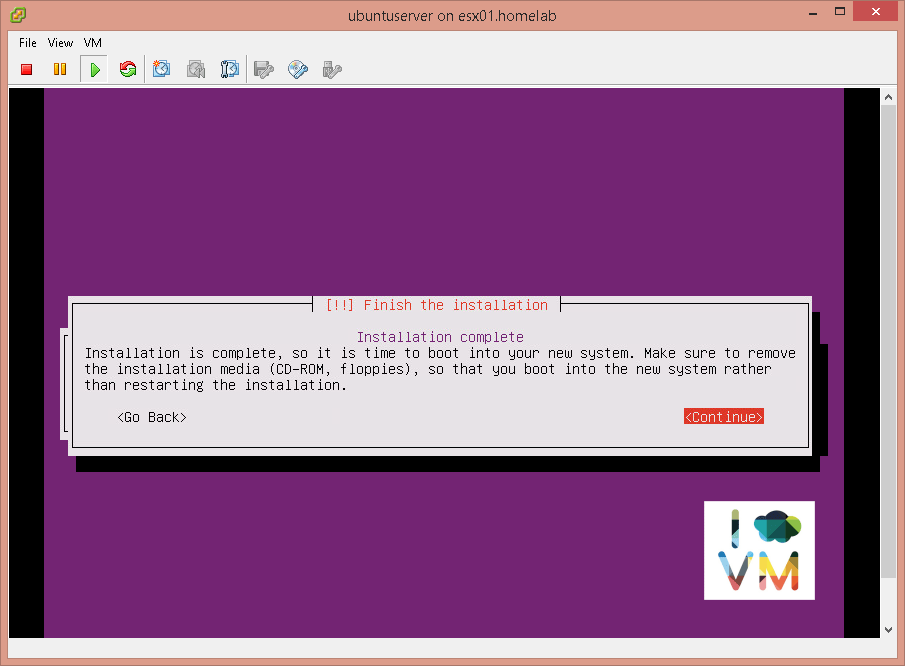 ubuntuserver on esx01.homelab
File View VM
[!!] Finish the installation
Installation complete
Installation is complete, so it is time to boot into your new system. Make sure to remove
the installation media (CD-ROM, floppies), so that you boot into the new system rather
than restarting the installation.
<Go Back> <Continue>
I
VM